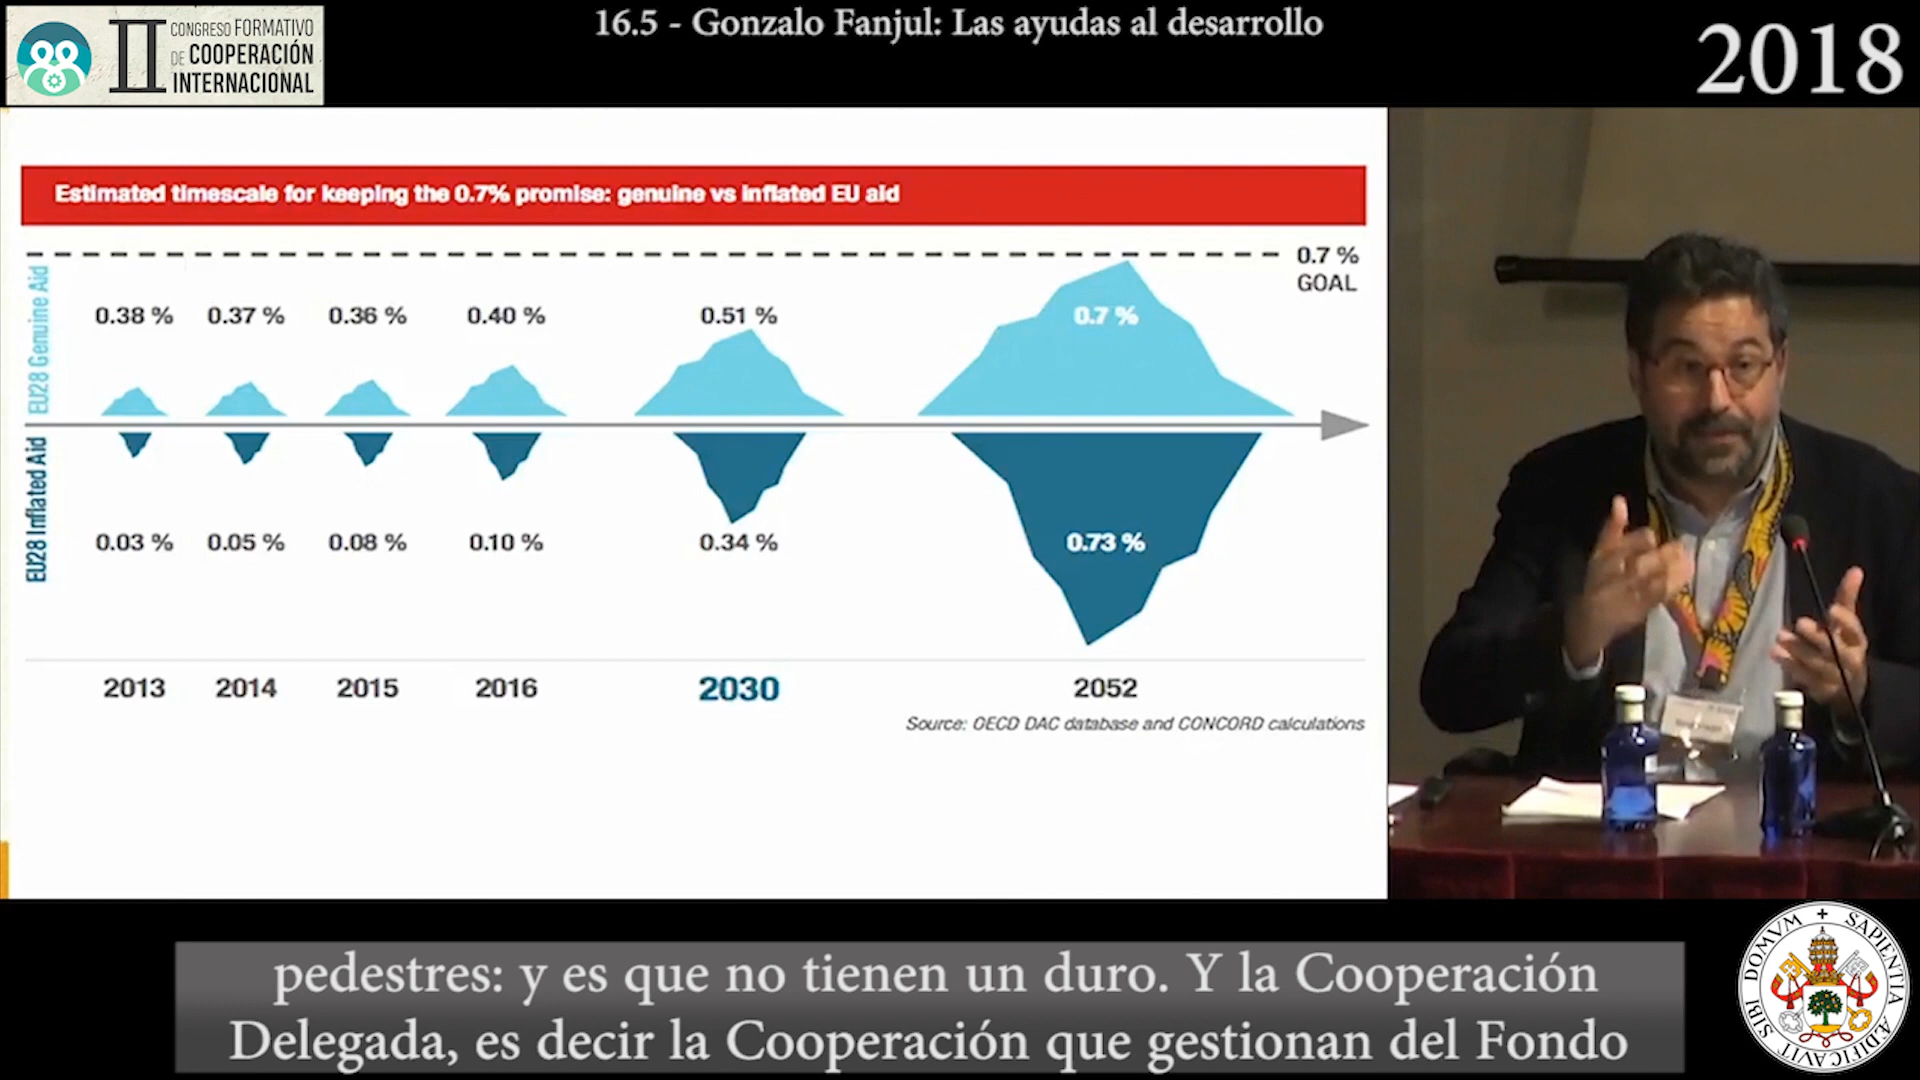 CONGRESO FORMATIVO
II DE COOPERACIÓN
INTERNACIONAL
16.5 - Gonzalo Fanjul: Las ayudas al desarrollo
2018
Estimated timescale for keeping the 0.7% promise: genuine vs inflated EU aid
0.7 %
GOAL
EU28 Genuine Aid
0.38 % 0.37 % 0.36 % 0.40 % 0.51 % 0.7 %
EU28 Inflated Aid
0.03 % 0.05 % 0.08 % 0.10 % 0.34 % 0.73 %
2013 2014 2015 2016 2030 2052
Source: OECD DAC database and CONCORD calculations
pedestres: y es que no tienen un duro. Y la Cooperación
Delegada, es decir la Cooperación que gestionan del Fondo
SIBI DOMVM SAPIENTIA ÆDIFICAVIT